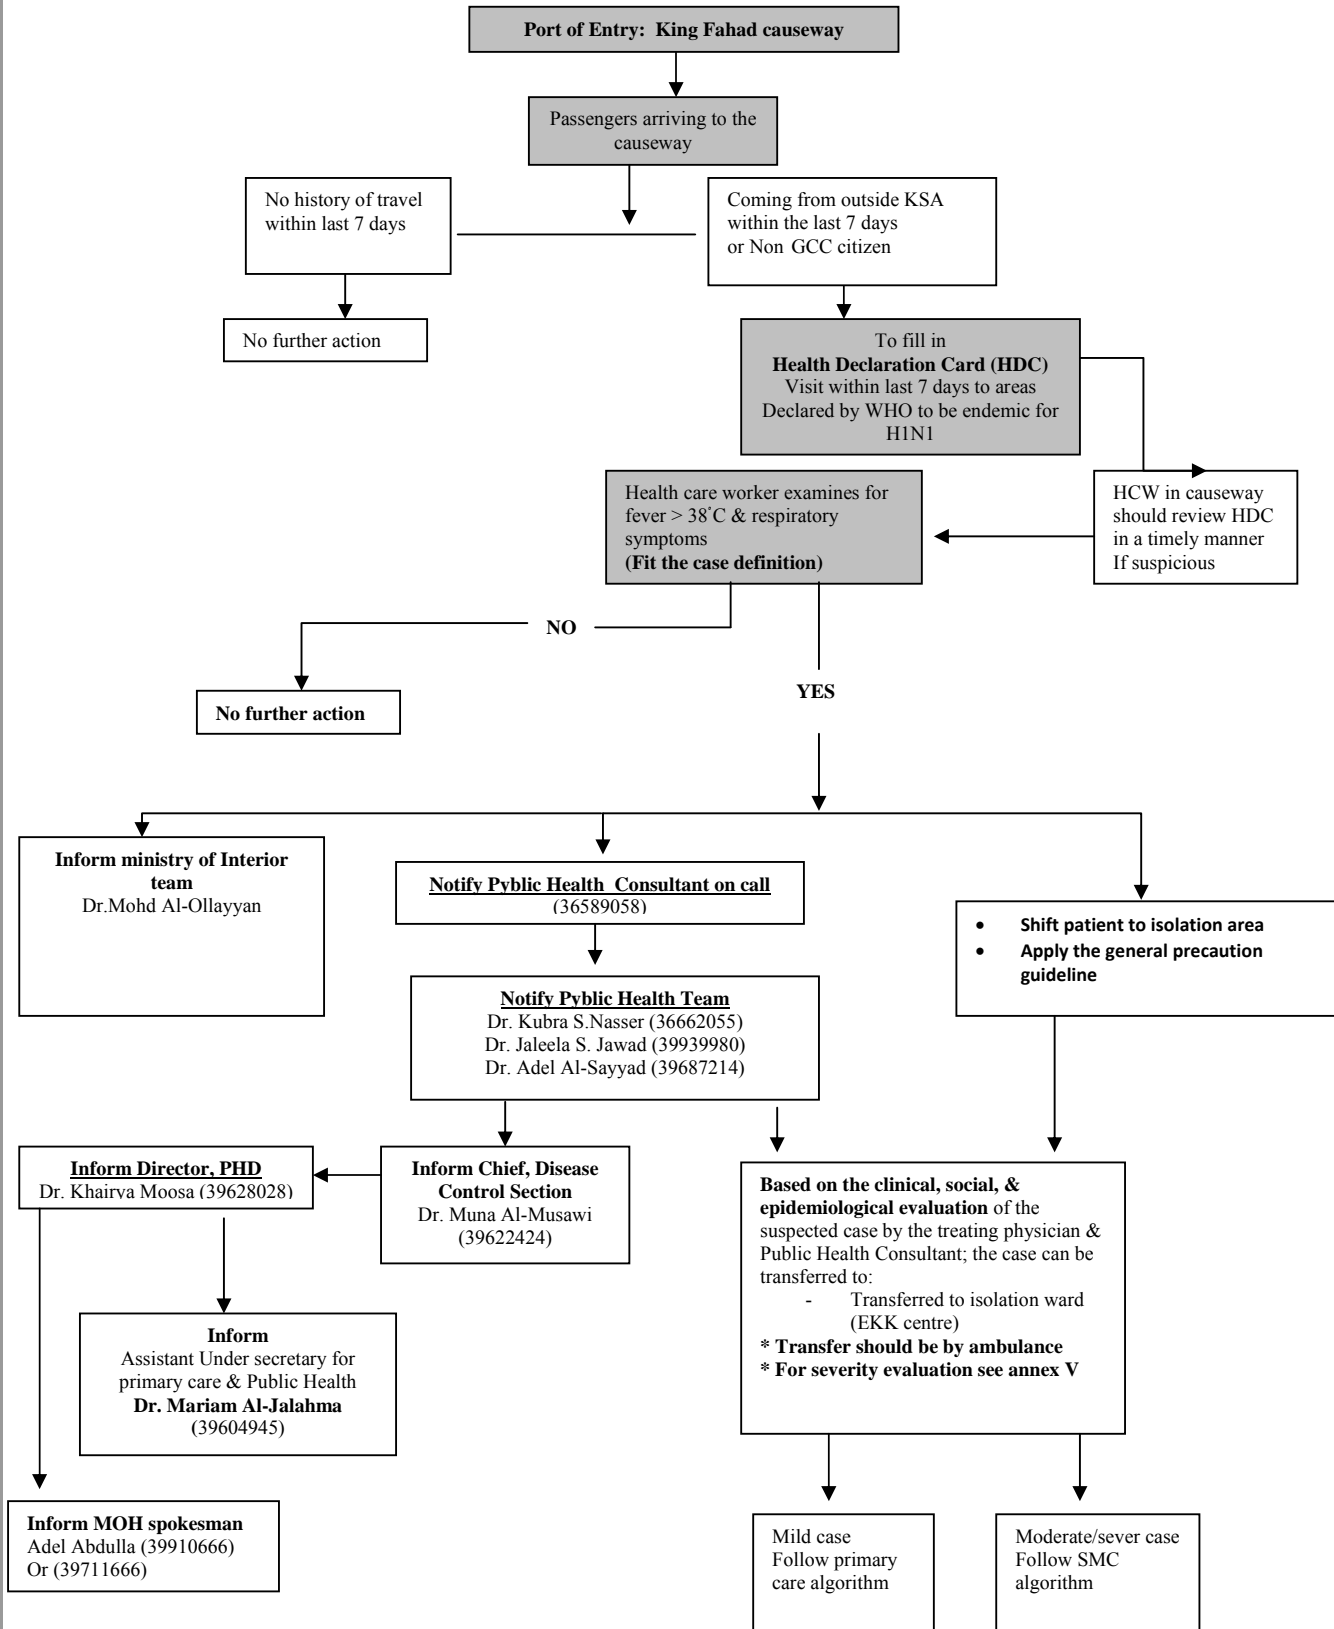 Port of Entry: King Fahad causeway
Passengers arriving to the
causeway
No history of travel
within last 7 days
Coming from outside KSA
within the last 7 days
or Non GCC citizen
No further action
To fill in
Health Declaration Card (HDC)
Visit within last 7 days to areas
Declared by WHO to be endemic for
H1N1
HCW in causeway
should review HDC
in a timely manner
If suspicious
Health care worker examines for
fever > 38°C & respiratory
symptoms
(Fit the case definition)
NO
YES
No further action
Inform ministry of Interior
team
Dr.Mohd Al-Ollayyan
Notify Pyblic Health Consultant on call
(36589058)
• Shift patient to isolation area
• Apply the general precaution
guideline
Notify Pyblic Health Team
Dr. Kubra S.Nasser (36662055)
Dr. Jaleela S. Jawad (39939980)
Dr. Adel Al-Sayyad (39687214)
Inform Director, PHD
Dr. Khairya Moosa (39628028)
Inform Chief, Disease
Control Section
Dr. Muna Al-Musawi
(39622424)
Based on the clinical, social, &
epidemiological evaluation of the
suspected case by the treating physician &
Public Health Consultant; the case can be
transferred to:
- Transferred to isolation ward
(EKK centre)
* Transfer should be by ambulance
* For severity evaluation see annex V
Inform
Assistant Under secretary for
primary care & Public Health
Dr. Mariam Al-Jalahma
(39604945)
Inform MOH spokesman
Adel Abdulla (39910666)
Or (39711666)
Mild case
Follow primary
care algorithm
Moderate/sever case
Follow SMC
algorithm